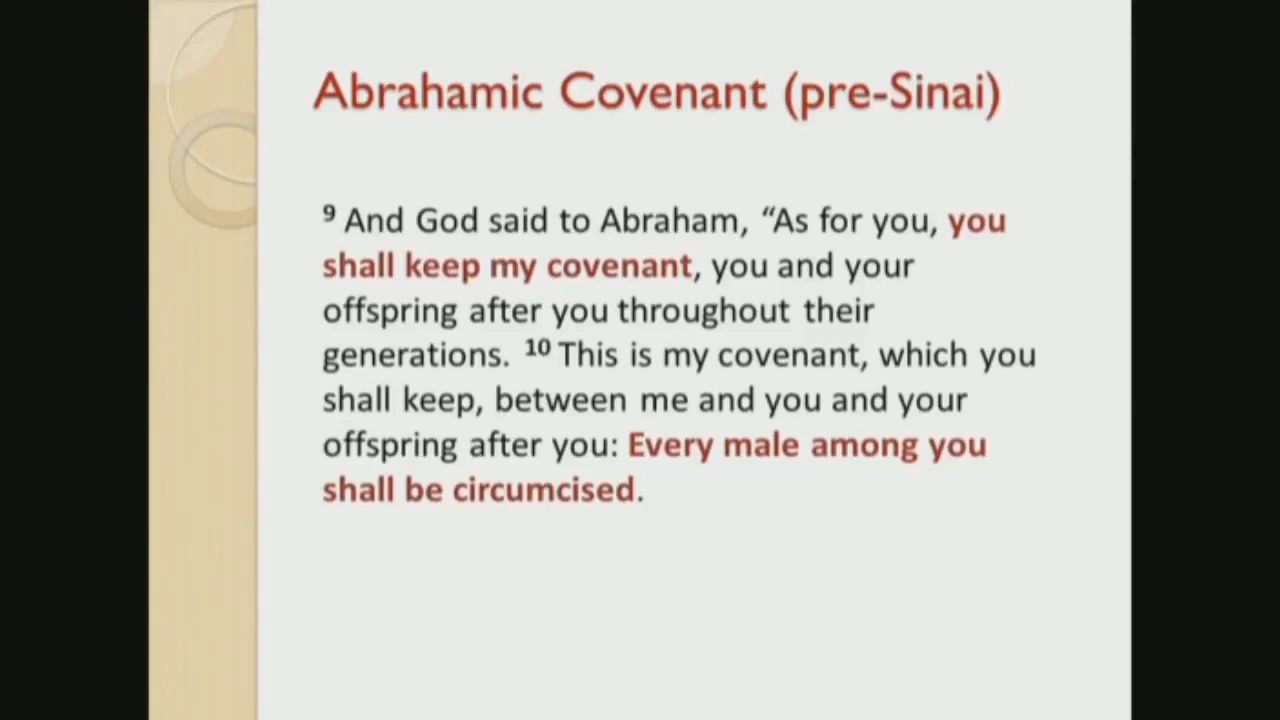 Abrahamic Covenant (pre-Sinai)
⁹ And God said to Abraham, “As for you, you
shall keep my covenant, you and your
offspring after you throughout their
generations. ¹⁰ This is my covenant, which you
shall keep, between me and you and your
offspring after you: Every male among you
shall be circumcised.